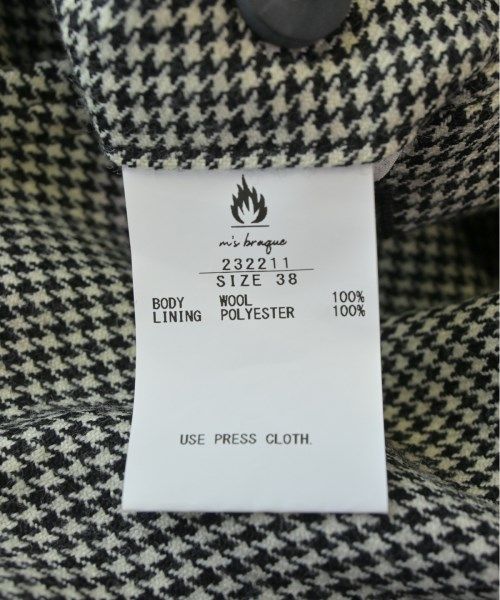 m's braque
232211
SIZE 38
BODY WOOL 100%
LINING POLYESTER 100%
USE PRESS CLOTH.